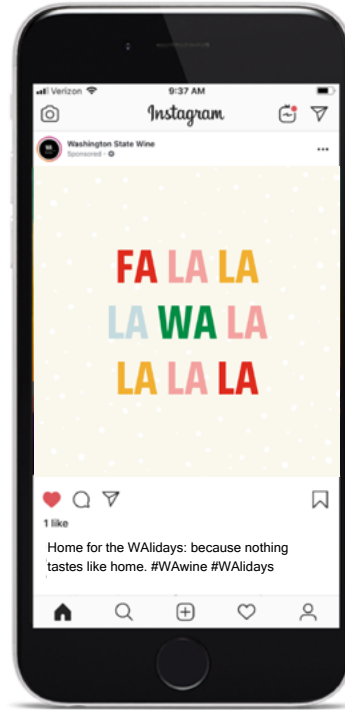 Verizon 9:37 AM
Instagram
Washington State Wine
Sponsored
FA LA LA
LA WA LA
LA LA LA
1 like
Home for the WAlidays: because nothing
tastes like home. #WAwine #WAlidays